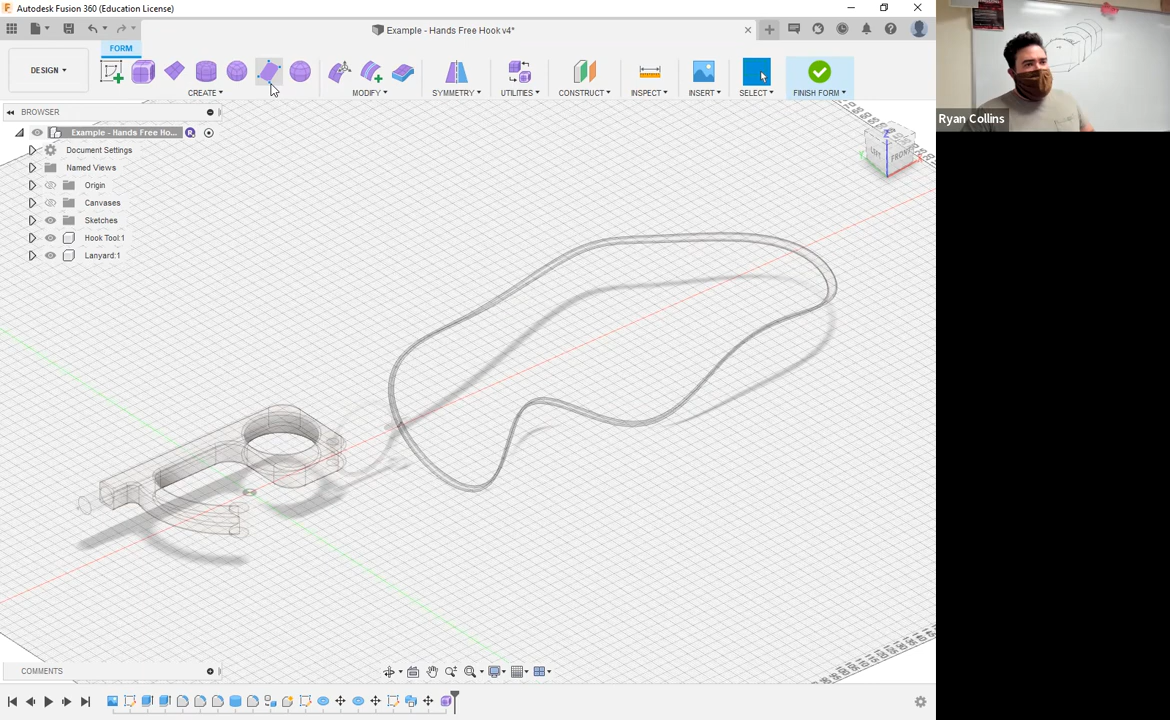 Autodesk Fusion 360 (Education License)
Example - Hands Free Hook v4*
DESIGN
FORM
CREATE
MODIFY
SYMMETRY
UTILITIES
CONSTRUCT
INSPECT
INSERT
SELECT
FINISH FORM
BROWSER
Example - Hands Free Ho...
R
Document Settings
Named Views
Origin
Canvases
Sketches
Hook Tool:1
Lanyard:1
Z
LEFT
FRONT
Y
X
Ryan Collins
COMMENTS